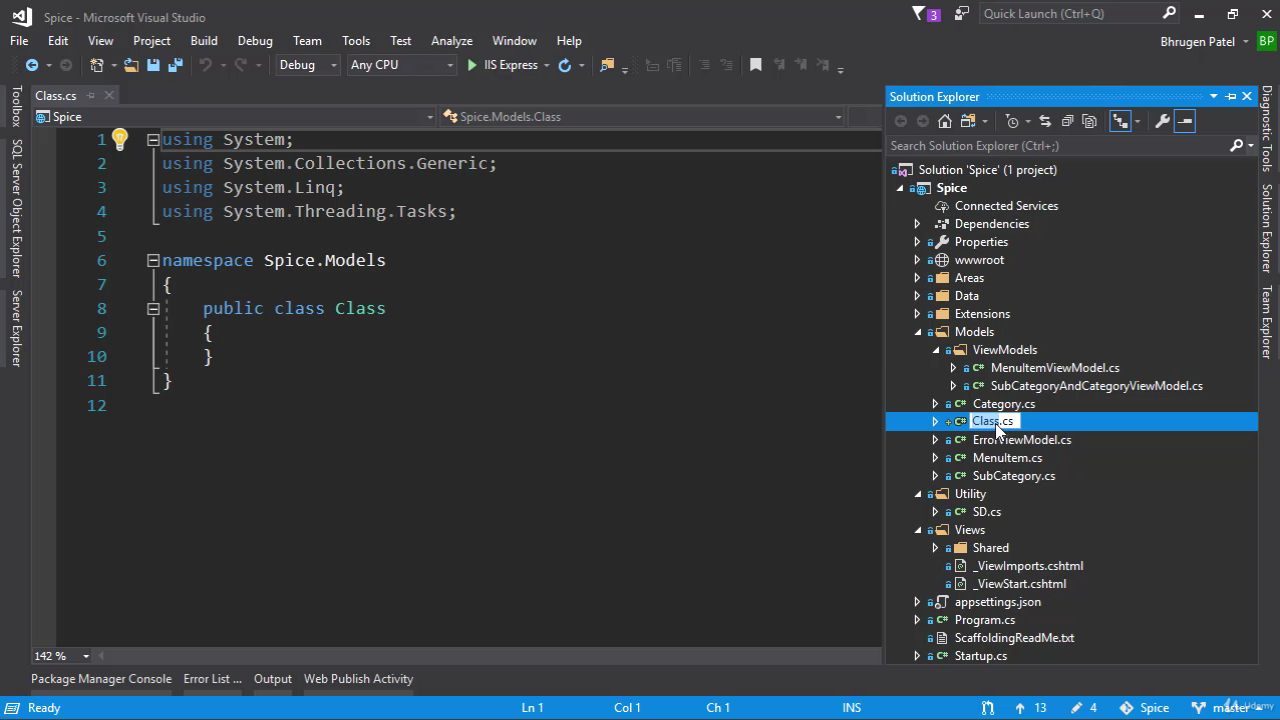 Spice - Microsoft Visual Studio
3
Quick Launch (Ctrl+Q)
File Edit View Project Build Debug Team Tools Test Analyze Window Help
Bhrugen Patel BP
Debug Any CPU IIS Express
Class.cs
Spice Spice.Models.Class
1 using System;
2 using System.Collections.Generic;
3 using System.Linq;
4 using System.Threading.Tasks;
5
6 namespace Spice.Models
7 {
8 public class Class
9 {
10 }
11 }
12
142 %
Toolbox
SQL Server Object Explorer
Server Explorer
Solution Explorer
Search Solution Explorer (Ctrl+;)
Solution 'Spice' (1 project)
Spice
Connected Services
Dependencies
Properties
wwwroot
Areas
Data
Extensions
Models
ViewModels
MenuItemViewModel.cs
SubCategoryAndCategoryViewModel.cs
Category.cs
Class.cs
ErrorViewModel.cs
MenuItem.cs
SubCategory.cs
Utility
SD.cs
Views
Shared
_ViewImports.cshtml
_ViewStart.cshtml
appsettings.json
Program.cs
ScaffoldingReadMe.txt
Startup.cs
Diagnostic Tools
Solution Explorer
Team Explorer
Package Manager Console Error List ... Output Web Publish Activity
Ready Ln 1 Col 1 Ch 1 INS 13 4 Spice master
Udemy